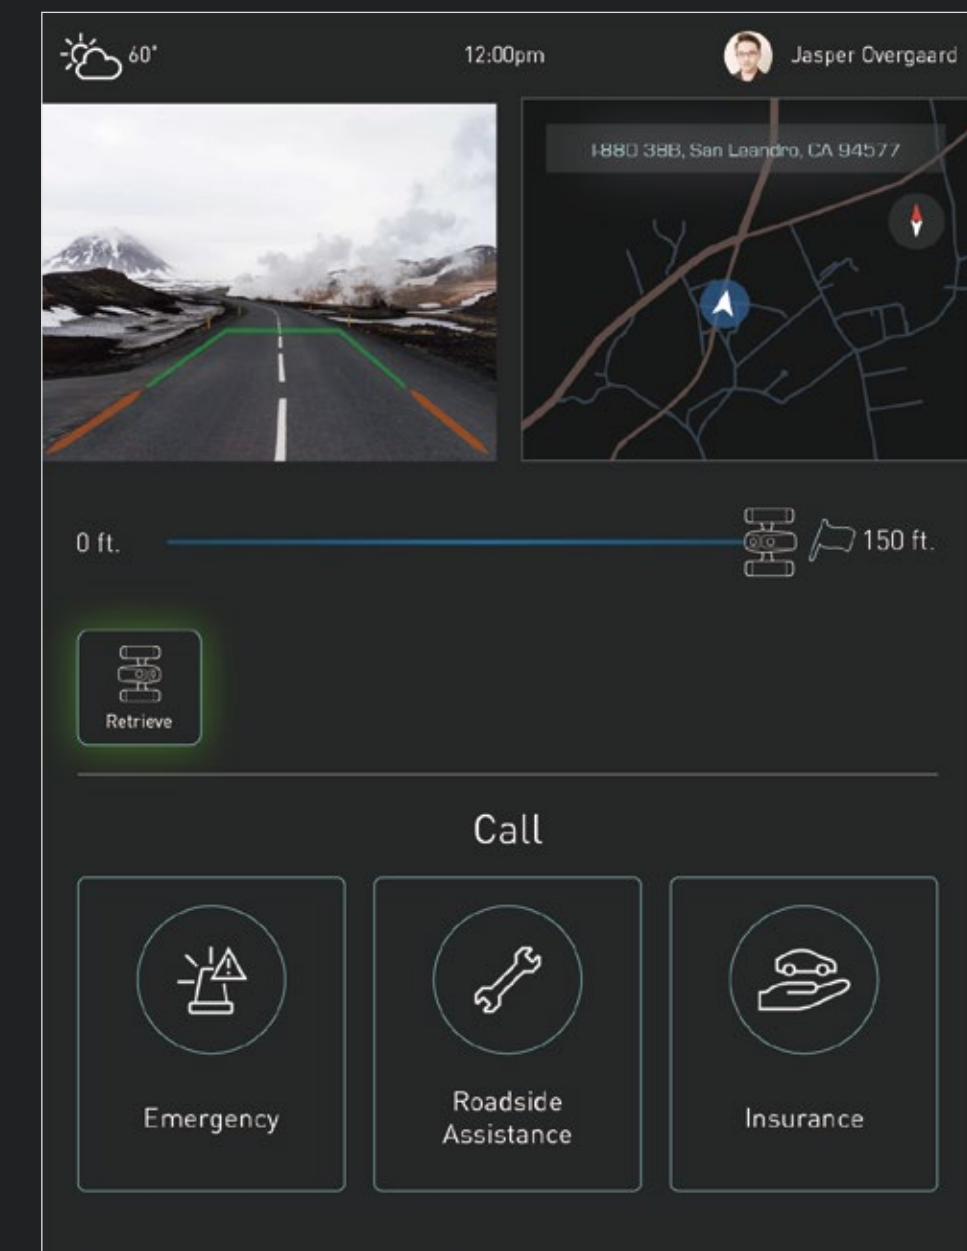 60°
12:00pm
Jasper Overgaard
I-880 38B, San Leandro, CA 94577
0 ft.
150 ft.
Retrieve
Call
Emergency
Roadside
Assistance
Insurance